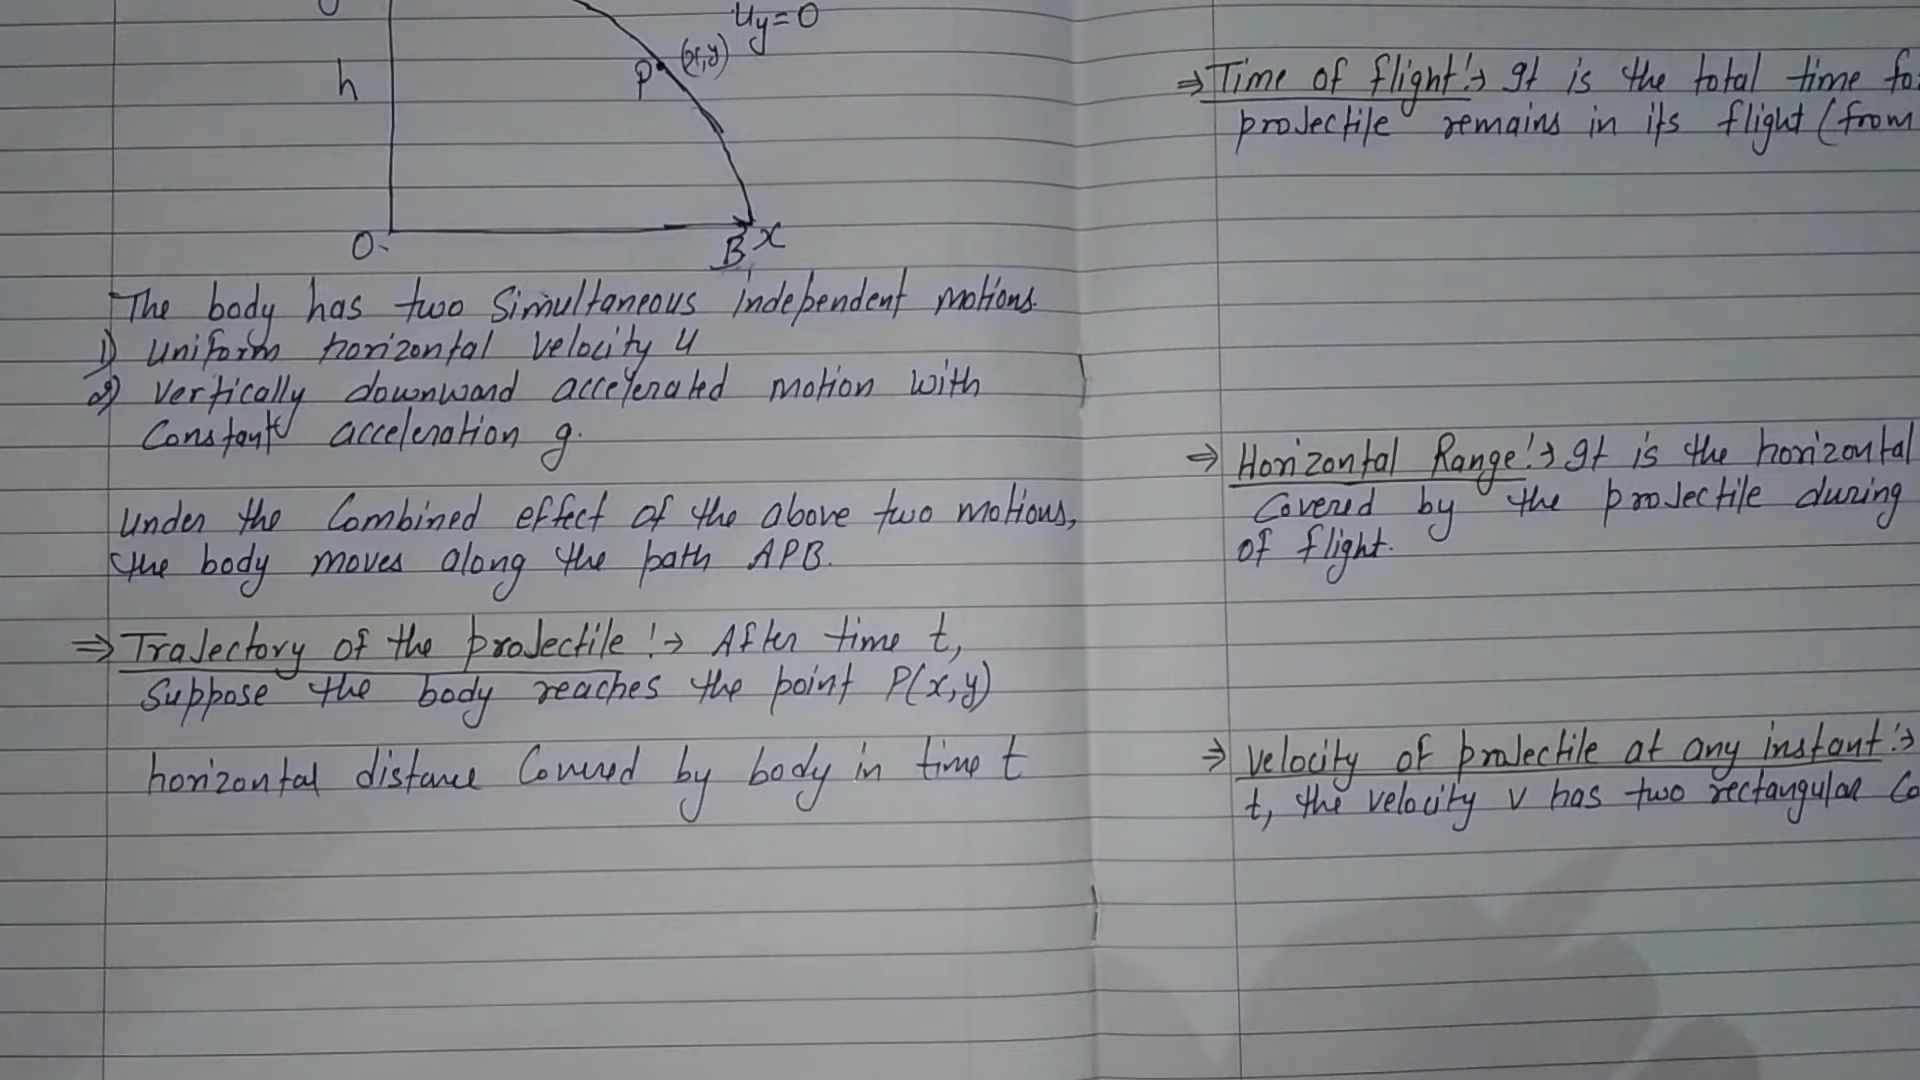 y
uy=0
h
P (x,y)
O
B x
The body has two Simultaneous independent motions.
1) uniform horizontal velocity u
2) vertically downward accelerated motion with
Constant acceleration g.
under the Combined effect of the above two motions,
the body moves along the path APB.
⇒ Trajectory of the projectile :→ After time t,
Suppose the body reaches the point P(x,y)
horizontal distance Covered by body in time t
⇒ Time of flight :→ It is the total time fo
projectile remains in its flight (from
⇒ Horizontal Range :→ It is the horizontal
Covered by the projectile during
of flight.
⇒ velocity of projectile at any instant :→
t, the velocity v has two rectangular Co